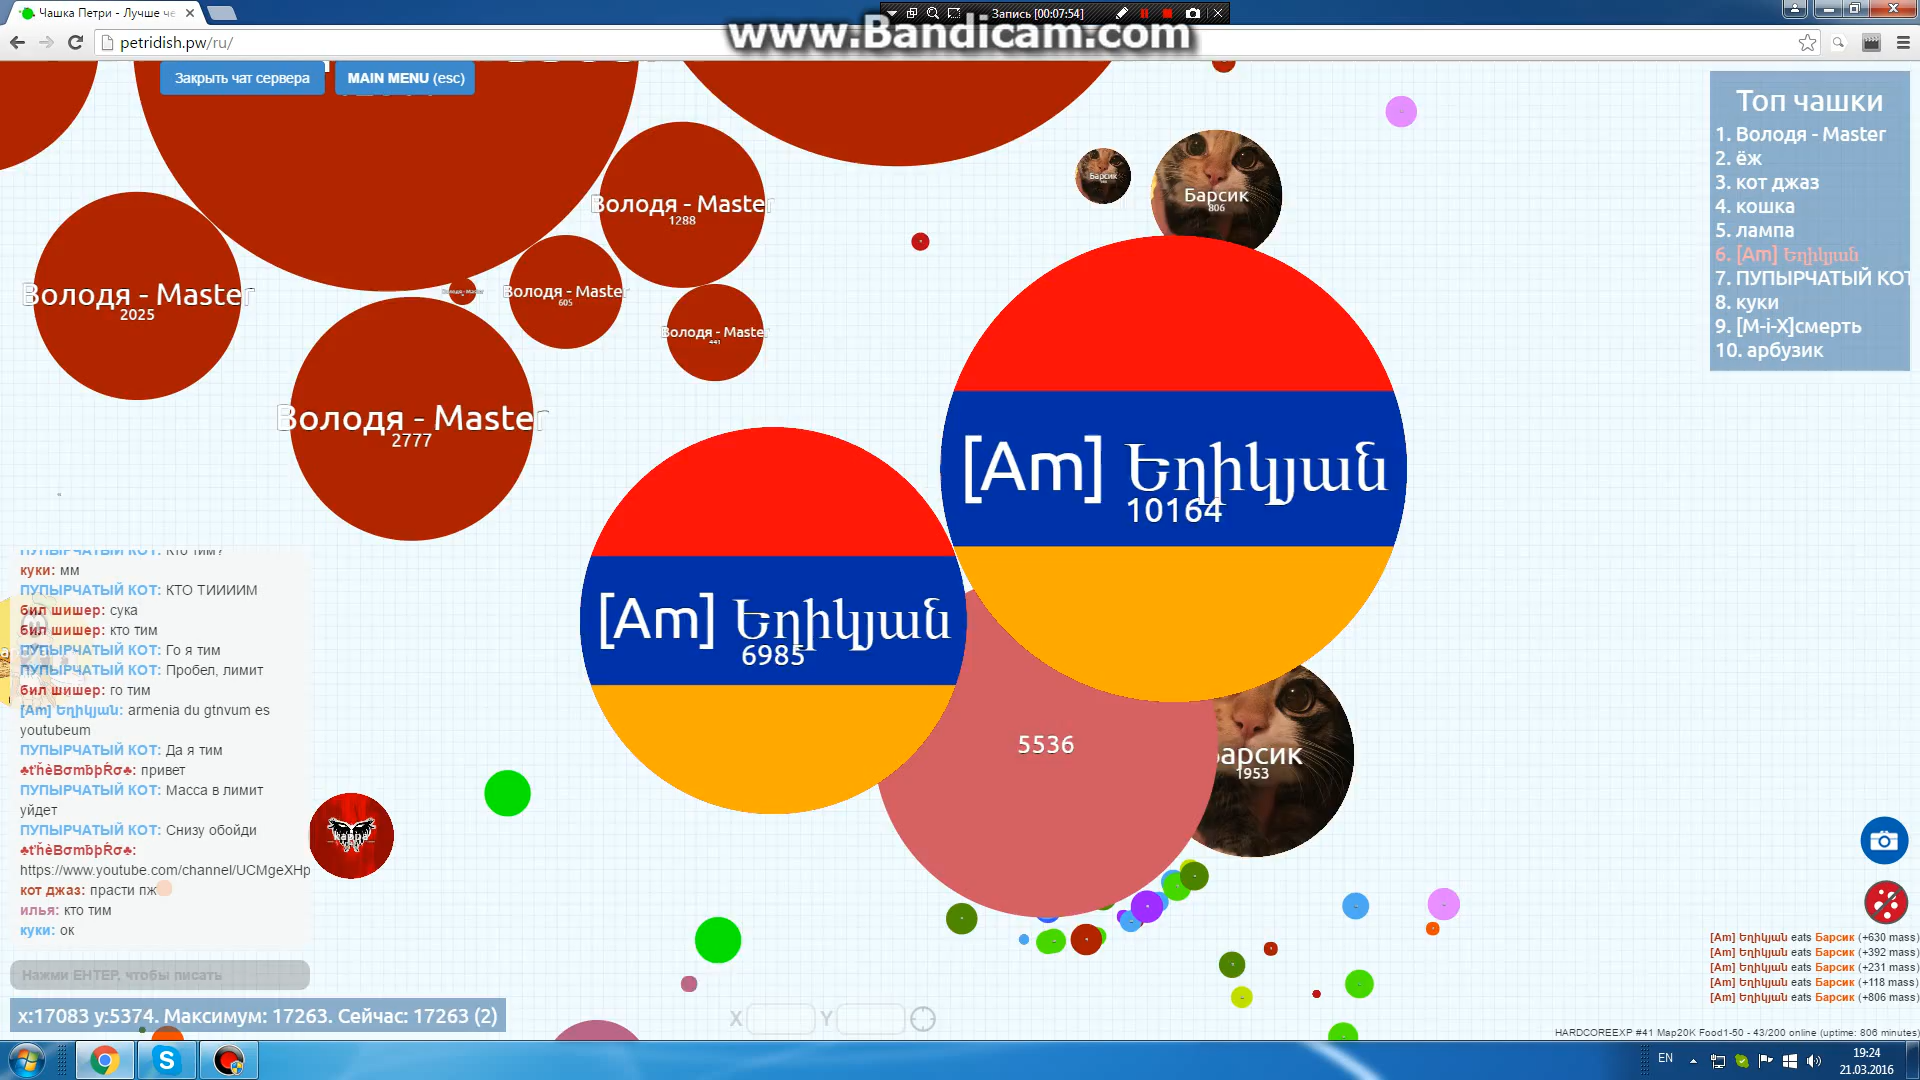 Чашка Петри - Лучше че
Запись [00:07:54]
www.Bandicam.com
petridish.pw/ru/
Закрыть чат сервера
MAIN MENU (esc)
Топ чашки
1. Володя - Master
2. ёж
3. кот джаз
4. кошка
5. лампа
6. [Am] Եղիկյան
7. ПУПЫРЧАТЫЙ КОТ
8. куки
9. [M-i-X]смерть
10. арбузик
Барсик
Барсик
806
Володя - Master
1288
Володя - Master
2025
Володя - Master
605
Володя - Master
441
Володя - Master
2777
[Am] Եղիկյան
10164
[Am] Եղիկյան
6985
5536
Барсик
1953
ПУПЫРЧАТЫЙ КОТ: Кто тим?
куки: мм
ПУПЫРЧАТЫЙ КОТ: КТО ТИИИИМ
бил шишер: сука
бил шишер: кто тим
ПУПЫРЧАТЫЙ КОТ: Го я тим
ПУПЫРЧАТЫЙ КОТ: Пробел, лимит
бил шишер: го тим
[Am] Եղիկյան: armenia du gtnvum es
youtubeum
ПУПЫРЧАТЫЙ КОТ: Да я тим
привет
ПУПЫРЧАТЫЙ КОТ: Масса в лимит
уйдет
ПУПЫРЧАТЫЙ КОТ: Снизу обойди
https://www.youtube.com/channel/UCMgeXHp
кот джаз: прасти пж
илья: кто тим
куки: ок
Нажми ЕНТЕР, чтобы писать
x:17083 y:5374. Максимум: 17263. Сейчас: 17263 (2)
X
Y
[Am] Եղիկյան eats Барсик (+630 mass)
[Am] Եղիկյան eats Барсик (+392 mass)
[Am] Եղիկյան eats Барсик (+231 mass)
[Am] Եղիկյան eats Барсик (+118 mass)
[Am] Եղիկյան eats Барсик (+806 mass)
HARDCOREEXP #41 Map20K Food1-50 - 43/200 online (uptime: 806 minutes)
EN
19:24
21.03.2016